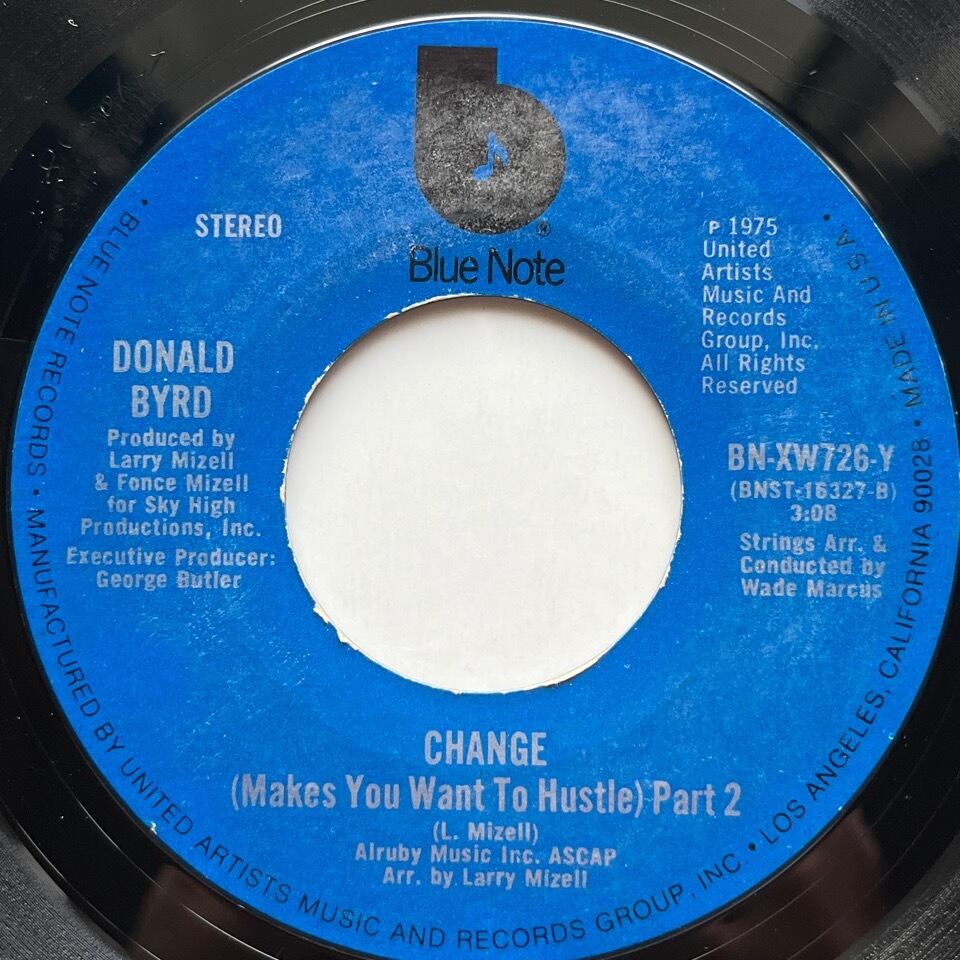 b
Blue Note®
STEREO
℗ 1975
United
Artists
Music And
Records
Group, Inc.
All Rights
Reserved
DONALD
BYRD
Produced by
Larry Mizell
& Fonce Mizell
for Sky High
Productions, Inc.
Executive Producer:
George Butler
BN-XW726-Y
(BNST-16327-B)
3:08
Strings Arr. &
Conducted by
Wade Marcus
CHANGE
(Makes You Want To Hustle) Part 2
(L. Mizell)
Alruby Music Inc. ASCAP
Arr. by Larry Mizell
• BLUE NOTE RECORDS • MANUFACTURED BY UNITED ARTISTS MUSIC AND RECORDS GROUP, INC. • LOS ANGELES, CALIFORNIA 90028 • MADE IN U.S.A. •